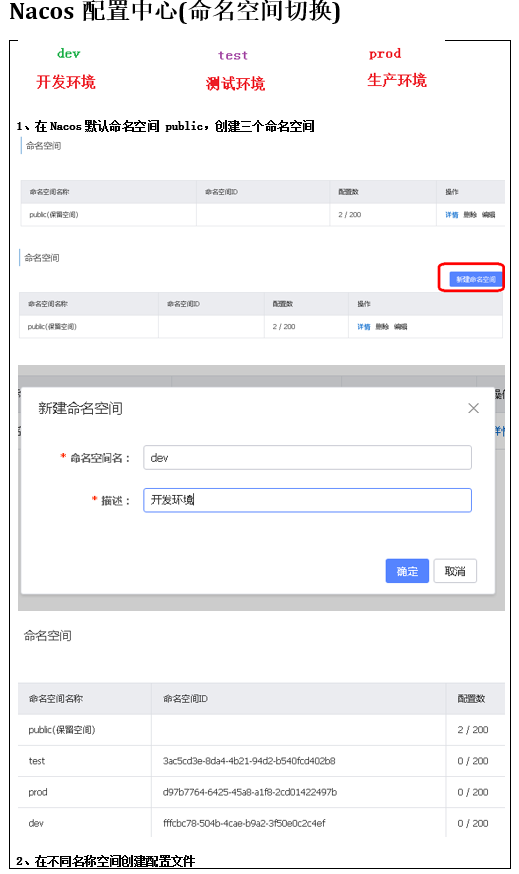 Nacos 配置中心(命名空间切换)
dev test prod
开发环境 测试环境 生产环境
1、在 Nacos 默认命名空间 public，创建三个命名空间
命名空间
命名空间名称 命名空间ID 配置数 操作
public(保留空间) 2 / 200 详情 删除 编辑
命名空间
新建命名空间
命名空间名称 命名空间ID 配置数 操作
public(保留空间) 2 / 200 详情 删除 编辑
新建命名空间
* 命名空间名： dev
* 描述： 开发环境
确定 取消
命名空间
命名空间名称 命名空间ID 配置数
public(保留空间) 2 / 200
test 3ac5cd3e-8da4-4b21-94d2-b540fcd402b8 0 / 200
prod d97b7764-6425-45a8-a1f8-2cd01422497b 0 / 200
dev fffcbc78-504b-4cae-b9a2-3f50e0c2c4ef 0 / 200
2、在不同名称空间创建配置文件